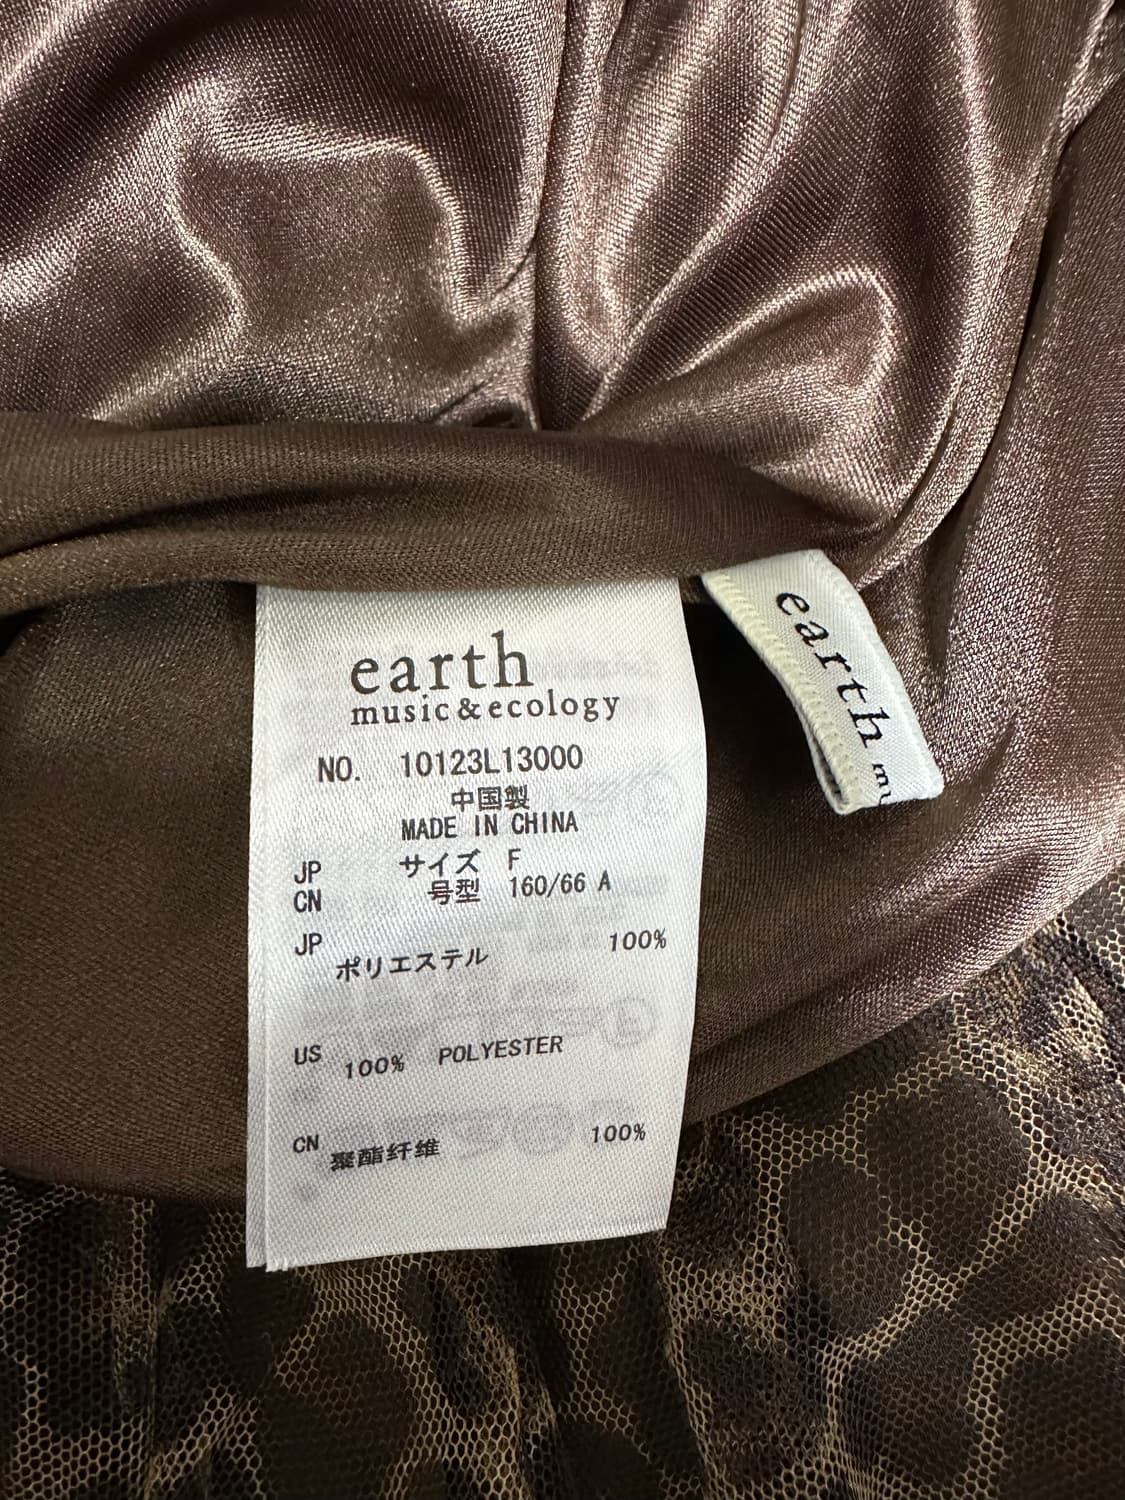 earth
music&ecology
NO. 10123L13000
中国製
MADE IN CHINA
JP サイズ F
CN 号型 160/66 A
JP ポリエステル 100%
US 100% POLYESTER
CN 聚酯纤维 100%
earth